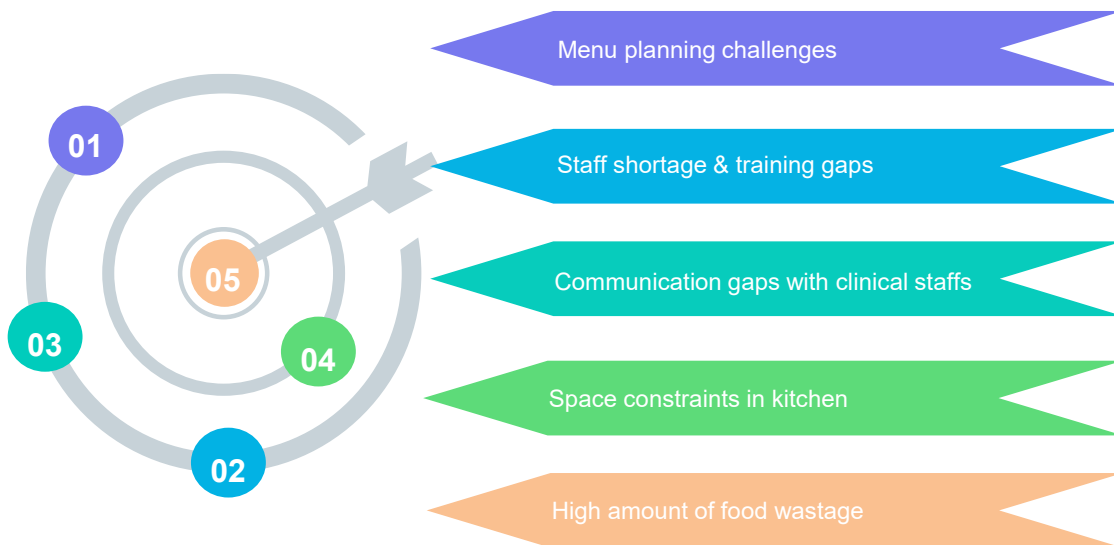 01
02
03
04
05
Menu planning challenges
Staff shortage & training gaps
Communication gaps with clinical staffs
Space constraints in kitchen
High amount of food wastage